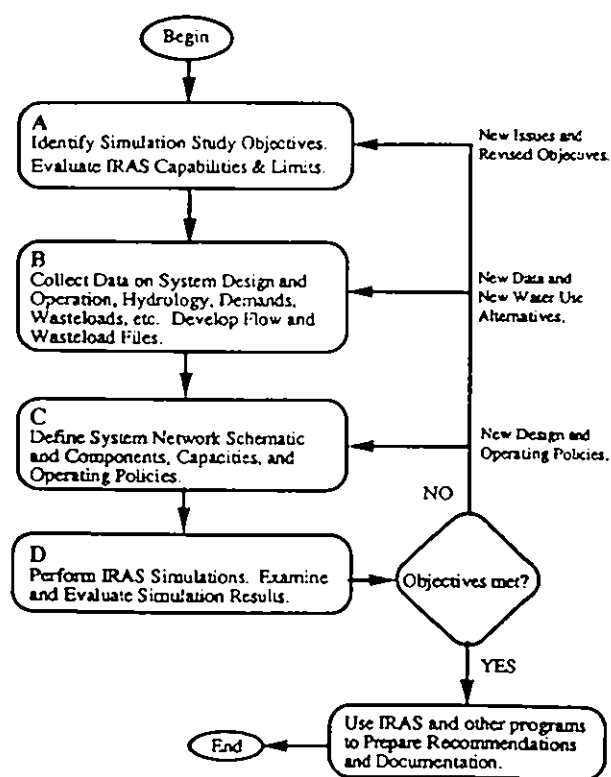 Begin
A
Identify Simulation Study Objectives.
Evaluate IRAS Capabilities & Limits.
New Issues and
Revised Objectives.
B
Collect Data on System Design and
Operation, Hydrology, Demands,
Wasteloads, etc. Develop Flow and
Wasteload Files.
New Data and
New Water Use
Alternatives.
C
Define System Network Schematic
and Components, Capacities, and
Operating Policies.
New Design and
Operating Policies.
NO
D
Perform IRAS Simulations. Examine
and Evaluate Simulation Results.
Objectives met?
YES
Use IRAS and other programs
to Prepare Recommendations
and Documentation.
End